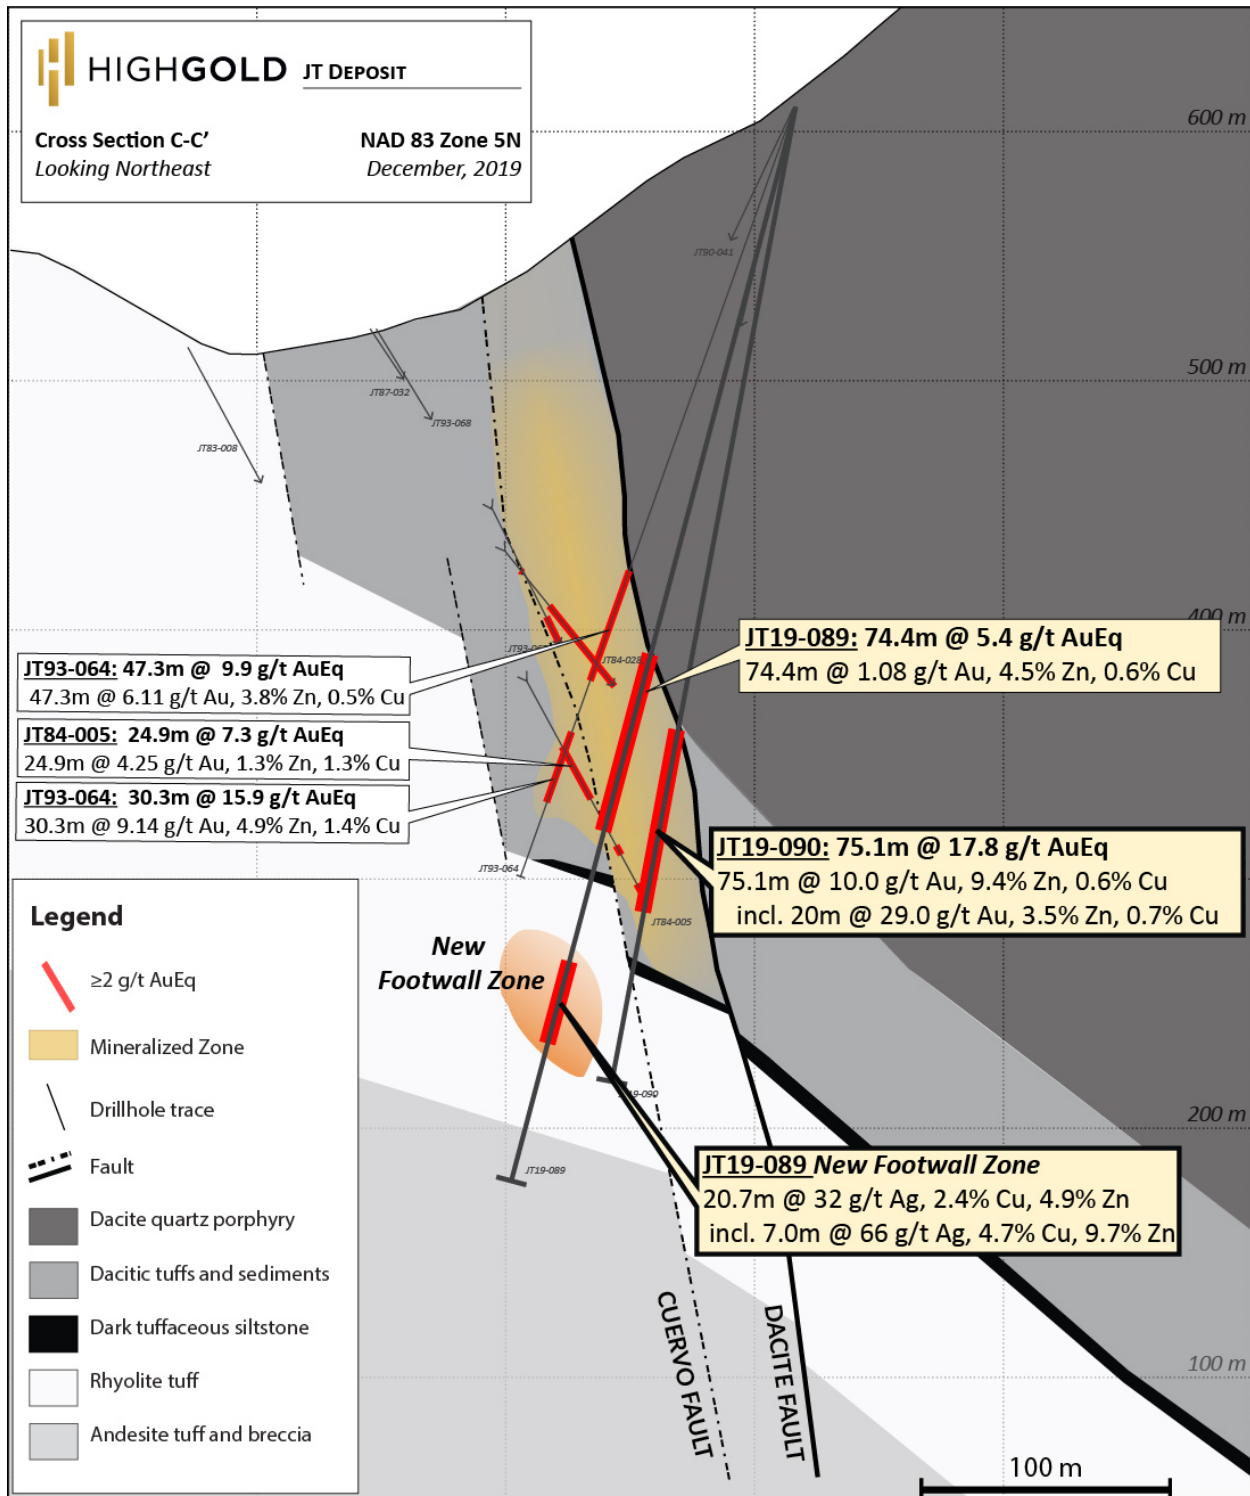 HIGHGOLD JT DEPOSIT
Cross Section C-C’ NAD 83 Zone 5N
Looking Northeast December, 2019
600 m
JT90-041
500 m
JT87-032
JT93-068
JT83-008
400 m
JT84-028
JT19-089: 74.4m @ 5.4 g/t AuEq
74.4m @ 1.08 g/t Au, 4.5% Zn, 0.6% Cu
JT93-064: 47.3m @ 9.9 g/t AuEq
47.3m @ 6.11 g/t Au, 3.8% Zn, 0.5% Cu
JT84-005: 24.9m @ 7.3 g/t AuEq
24.9m @ 4.25 g/t Au, 1.3% Zn, 1.3% Cu
JT93-064: 30.3m @ 15.9 g/t AuEq
30.3m @ 9.14 g/t Au, 4.9% Zn, 1.4% Cu
JT19-090: 75.1m @ 17.8 g/t AuEq
75.1m @ 10.0 g/t Au, 9.4% Zn, 0.6% Cu
incl. 20m @ 29.0 g/t Au, 3.5% Zn, 0.7% Cu
JT93-064
JT84-005
New
Footwall Zone
Legend
≥2 g/t AuEq
Mineralized Zone
Drillhole trace
Fault
Dacite quartz porphyry
Dacitic tuffs and sediments
Dark tuffaceous siltstone
Rhyolite tuff
Andesite tuff and breccia
200 m
JT19-089
JT19-089 New Footwall Zone
20.7m @ 32 g/t Ag, 2.4% Cu, 4.9% Zn
incl. 7.0m @ 66 g/t Ag, 4.7% Cu, 9.7% Zn
CUERVO FAULT
DACITE FAULT
100 m
100 m